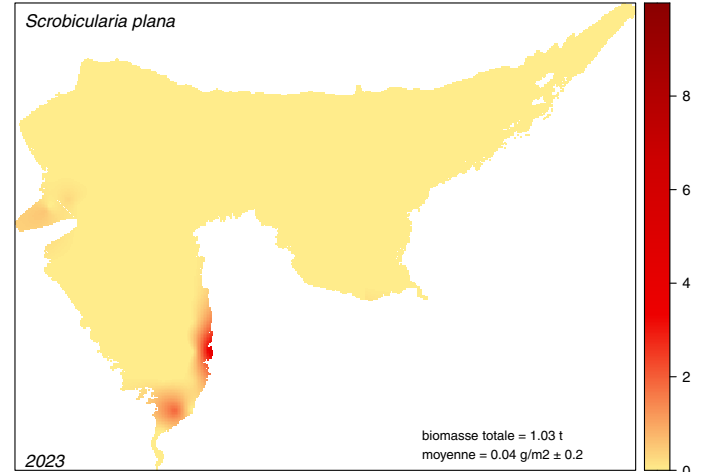 Scrobicularia plana
8
6
4
2
0
biomasse totale = 1.03 t
moyenne = 0.04 g/m2 ± 0.2
2023